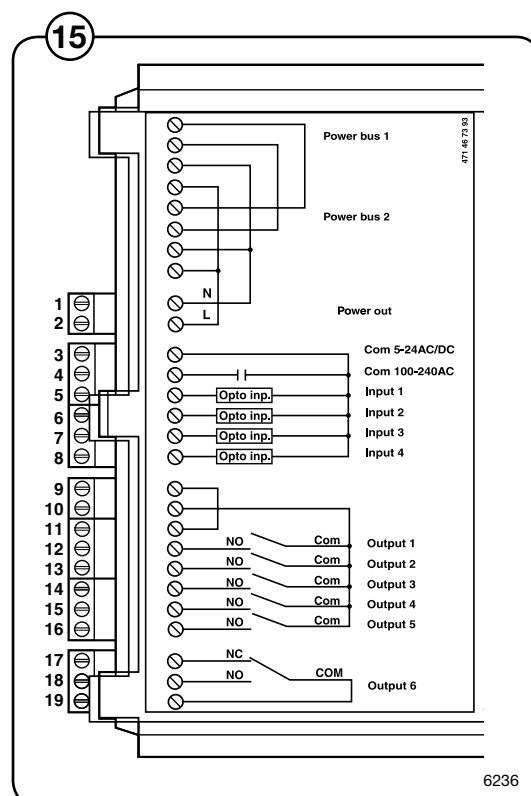 15
471 46 73 93
Power bus 1
Power bus 2
N
1
Power out
2
L
3
Com 5-24AC/DC
4
Com 100-240AC
5
Opto inp.
Input 1
6
Opto inp.
Input 2
7
Opto inp.
Input 3
8
Opto inp.
Input 4
9
10
11
12
NO
Com
Output 1
13
NO
Com
Output 2
14
NO
Com
Output 3
15
NO
Com
Output 4
16
NO
Com
Output 5
17
NC
18
NO
COM
Output 6
19
6236